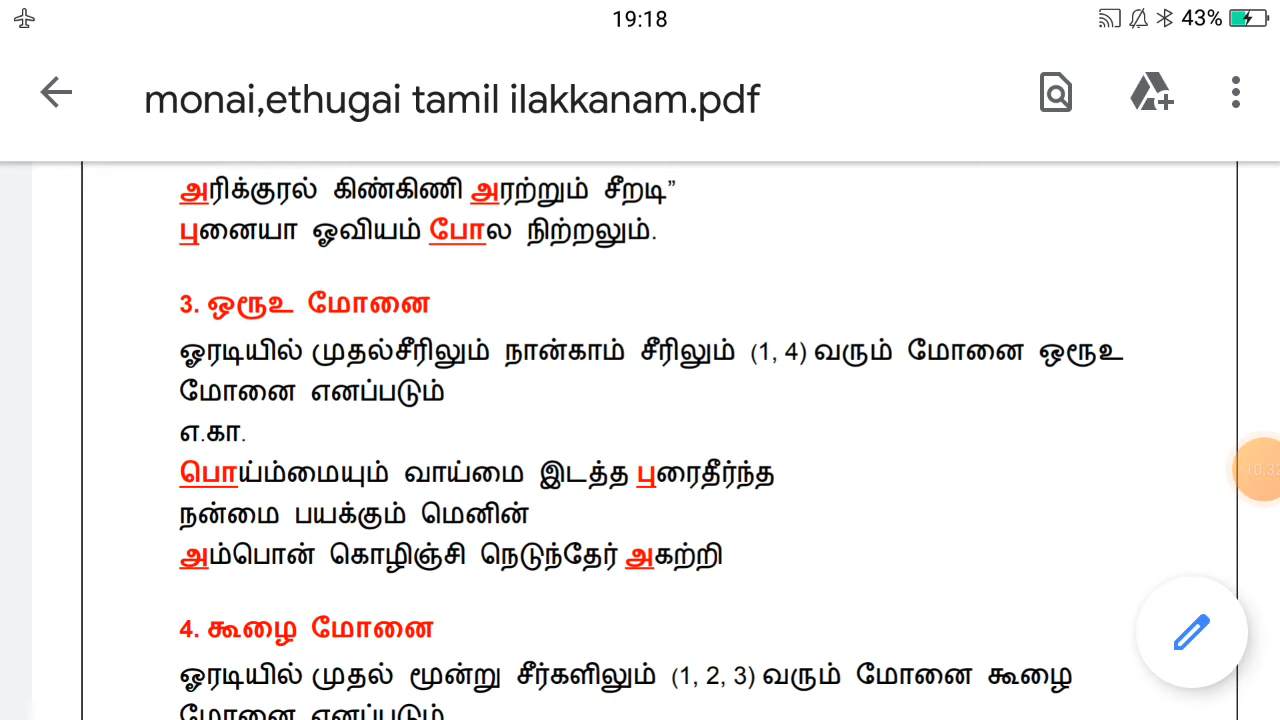 19:18
43%
monai,ethugai tamil ilakkanam.pdf
அரிக்குரல் கிண்கிணி அரற்றும் சீறடி”
புனையா ஓவியம் போல நிற்றலும்.
3. ஒரூஉ மோனை
ஓரடியில் முதல்சீரிலும் நான்காம் சீரிலும் (1, 4) வரும் மோனை ஒரூஉ
மோனை எனப்படும்
எ.கா.
பொய்ம்மையும் வாய்மை இடத்த புரைதீர்ந்த
நன்மை பயக்கும் மெனின்
அம்பொன் கொழிஞ்சி நெடுந்தேர் அகற்றி
4. கூழை மோனை
ஓரடியில் முதல் மூன்று சீர்களிலும் (1, 2, 3) வரும் மோனை கூழை
மோனை எனப்படும்